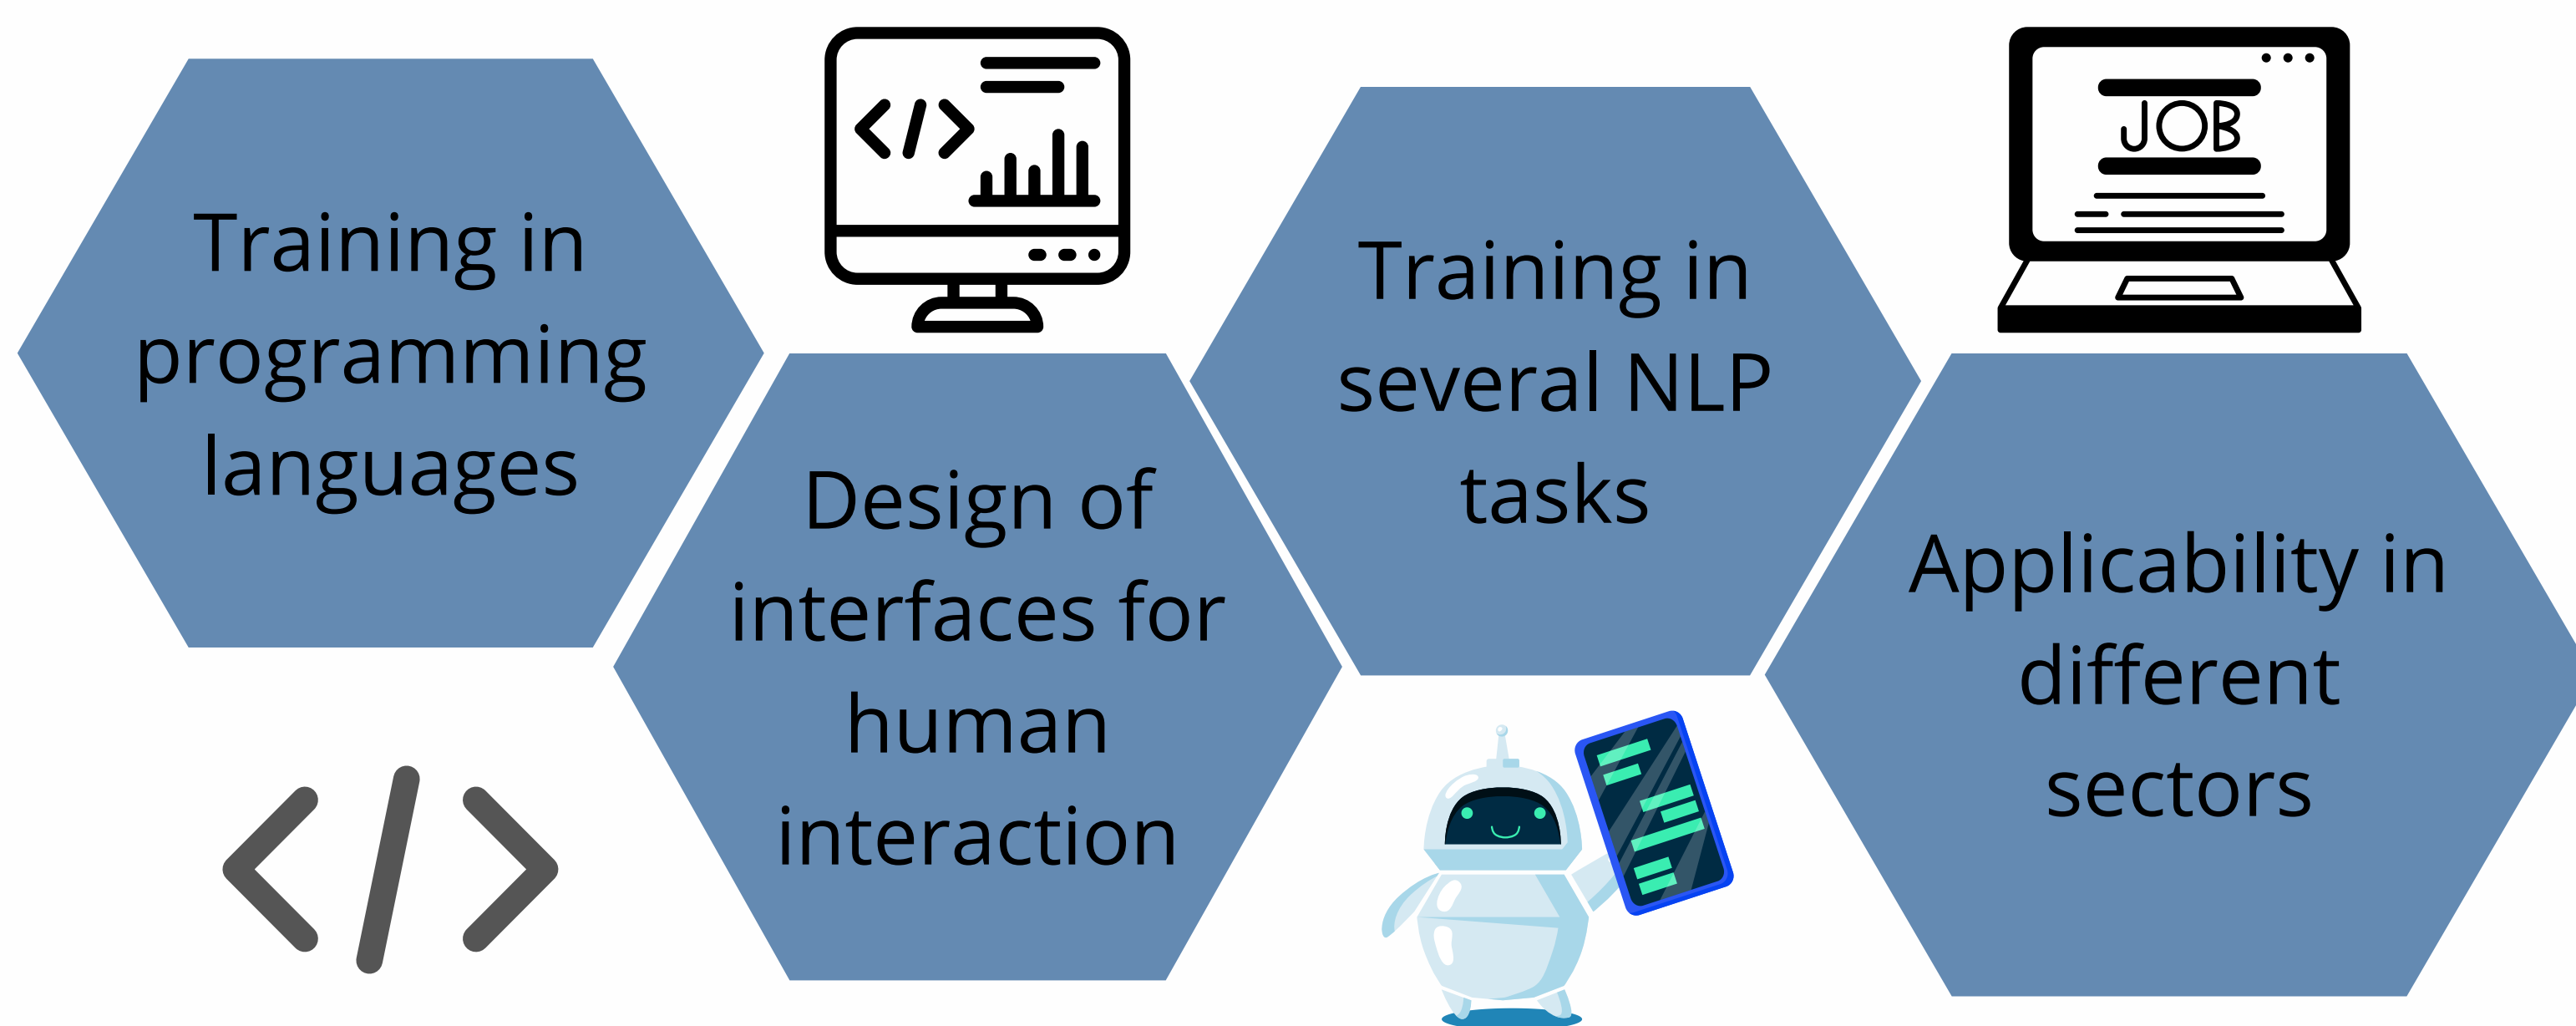 Training in
programming
languages
</>
Design of
interfaces for
human
interaction
Training in
several NLP
tasks
JOB
Applicability in
different
sectors
</>